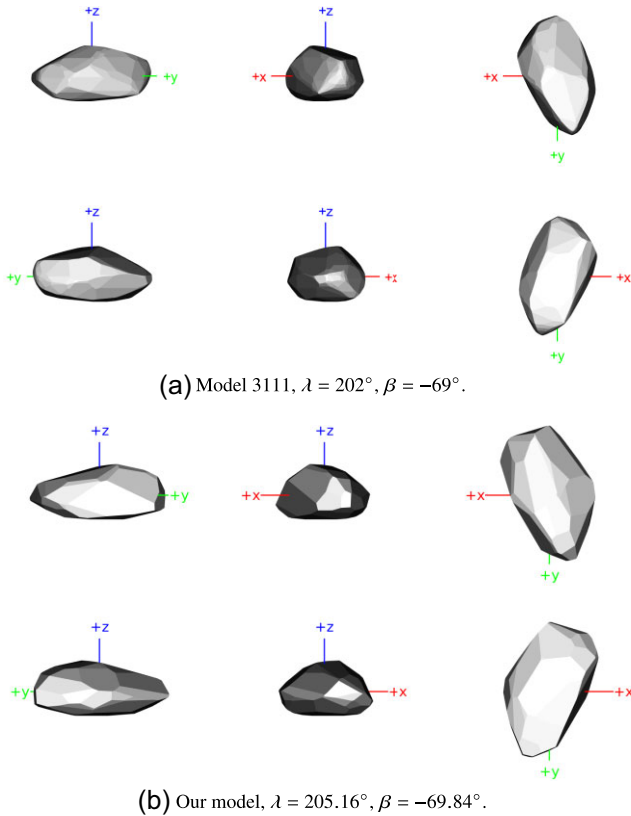 +z +z
+y +x +x
+y
+z +z
+y +x +x
+y
(a) Model 3111, λ = 202°, β = −69°.
+z +z
+y +x +x
+y
+z +z
+y +x +x
+y
(b) Our model, λ = 205.16°, β = −69.84°.